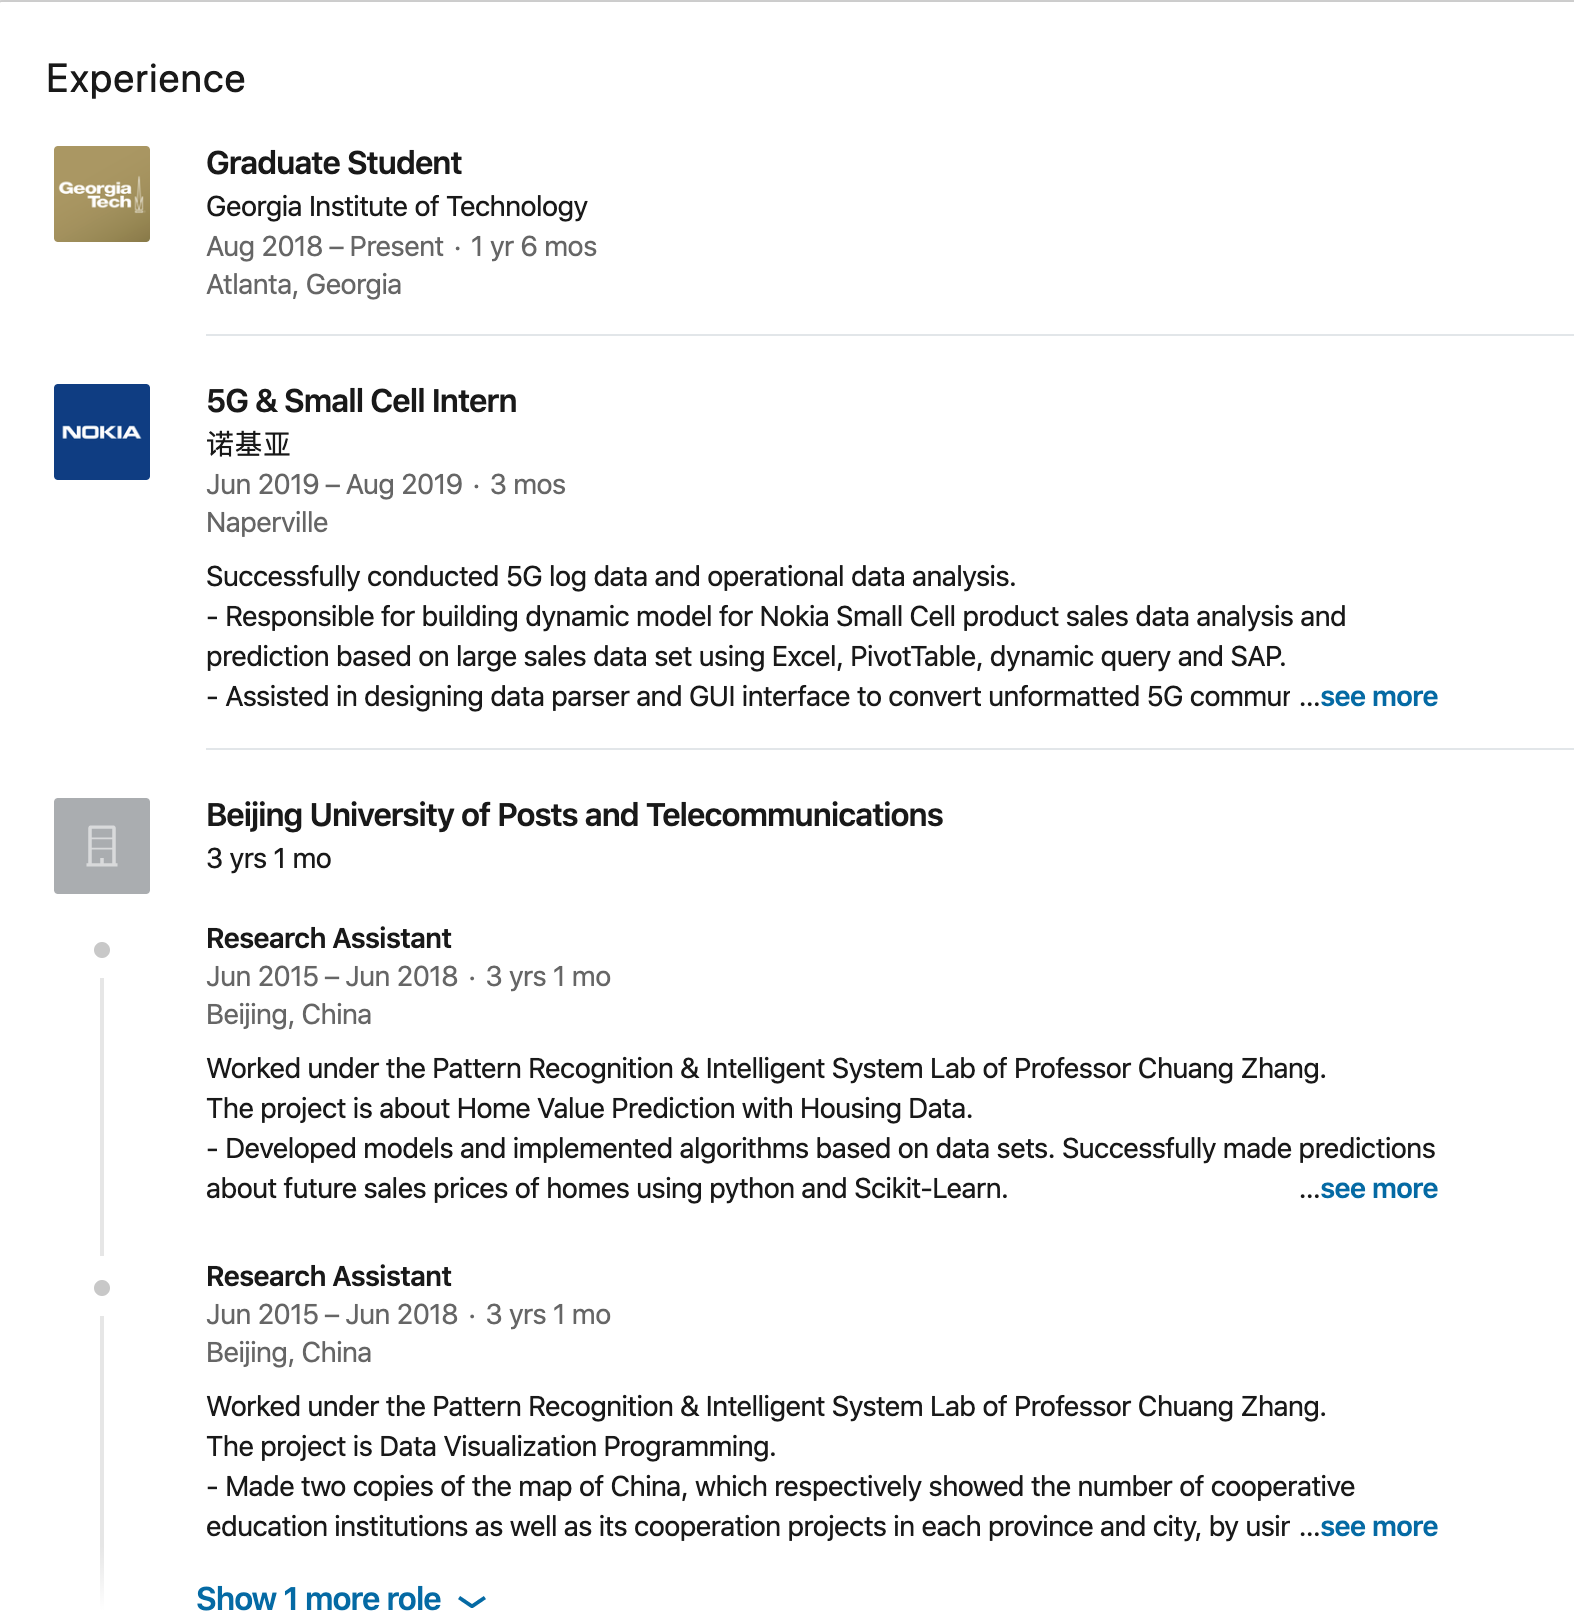 Experience
Georgia
Tech
Graduate Student
Georgia Institute of Technology
Aug 2018 – Present · 1 yr 6 mos
Atlanta, Georgia
NOKIA
5G & Small Cell Intern
诺基亚
Jun 2019 – Aug 2019 · 3 mos
Naperville
Successfully conducted 5G log data and operational data analysis.
- Responsible for building dynamic model for Nokia Small Cell product sales data analysis and
prediction based on large sales data set using Excel, PivotTable, dynamic query and SAP.
- Assisted in designing data parser and GUI interface to convert unformatted 5G commur ...see more
Beijing University of Posts and Telecommunications
3 yrs 1 mo
Research Assistant
Jun 2015 – Jun 2018 · 3 yrs 1 mo
Beijing, China
Worked under the Pattern Recognition & Intelligent System Lab of Professor Chuang Zhang.
The project is about Home Value Prediction with Housing Data.
- Developed models and implemented algorithms based on data sets. Successfully made predictions
about future sales prices of homes using python and Scikit-Learn. ...see more
Research Assistant
Jun 2015 – Jun 2018 · 3 yrs 1 mo
Beijing, China
Worked under the Pattern Recognition & Intelligent System Lab of Professor Chuang Zhang.
The project is Data Visualization Programming.
- Made two copies of the map of China, which respectively showed the number of cooperative
education institutions as well as its cooperation projects in each province and city, by usir ...see more
Show 1 more role